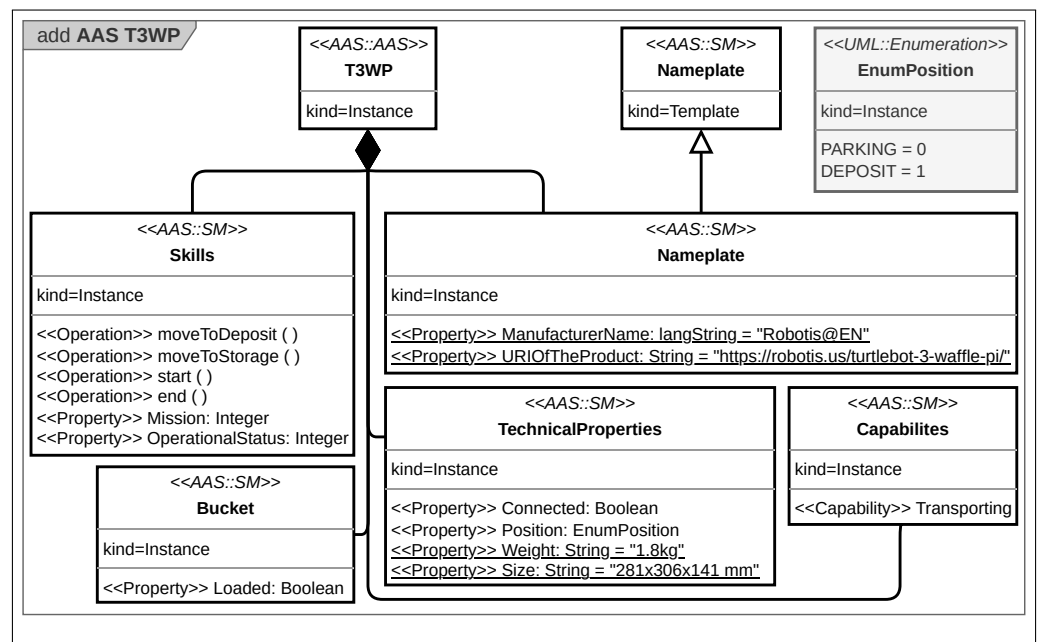 add AAS T3WP
<<AAS::AAS>>
T3WP
kind=Instance
<<AAS::SM>>
Nameplate
kind=Template
<<UML::Enumeration>>
EnumPosition
kind=Instance
PARKING = 0
DEPOSIT = 1
<<AAS::SM>>
Skills
kind=Instance
<<Operation>> moveToDeposit ( )
<<Operation>> moveToStorage ( )
<<Operation>> start ( )
<<Operation>> end ( )
<<Property>> Mission: Integer
<<Property>> OperationalStatus: Integer
<<AAS::SM>>
Nameplate
kind=Instance
<<Property>> ManufacturerName: langString = "Robotis@EN"
<<Property>> URIOfTheProduct: String = "https://robotis.us/turtlebot-3-waffle-pi/"
<<AAS::SM>>
TechnicalProperties
kind=Instance
<<Property>> Connected: Boolean
<<Property>> Position: EnumPosition
<<Property>> Weight: String = "1.8kg"
<<Property>> Size: String = "281x306x141 mm"
<<AAS::SM>>
Capabilites
kind=Instance
<<Capability>> Transporting
<<AAS::SM>>
Bucket
kind=Instance
<<Property>> Loaded: Boolean